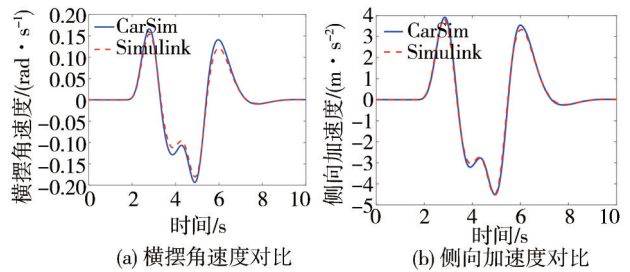 横摆角速度/(rad·s⁻¹)
0.20
0.15
0.10
0.05
0
-0.05
-0.10
-0.15
-0.20
CarSim
Simulink
0 2 4 6 8 10
时间/s
(a) 横摆角速度对比
侧向加速度/(m·s⁻²)
4
3
2
1
0
-1
-2
-3
-4
-5
CarSim
Simulink
0 2 4 6 8 10
时间/s
(b) 侧向加速度对比